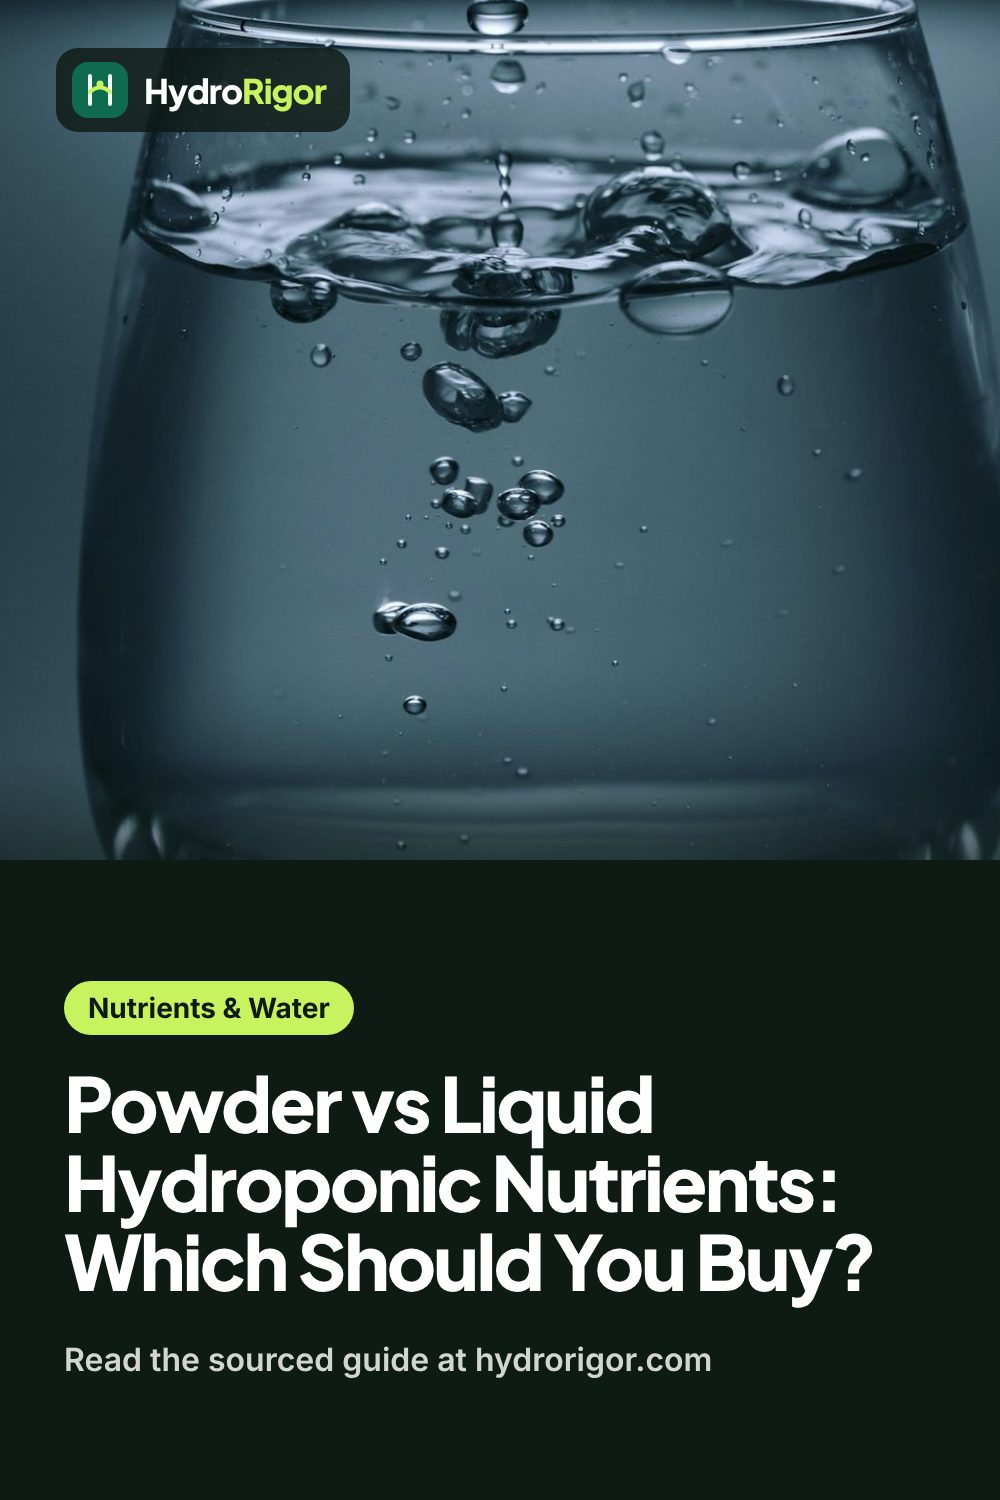 HydroRigor
Nutrients & Water
Powder vs Liquid
Hydroponic Nutrients:
Which Should You Buy?
Read the sourced guide at hydrorigor.com